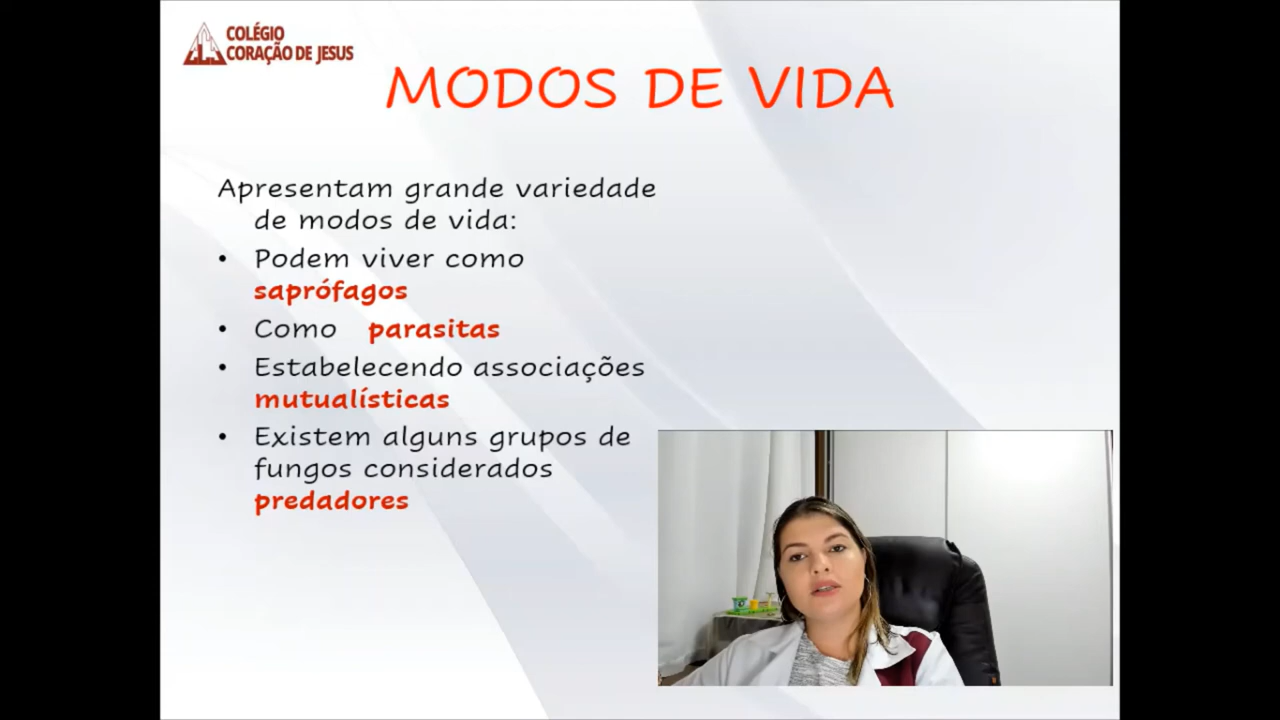 COLÉGIO
CORAÇÃO DE JESUS
MODOS DE VIDA
Apresentam grande variedade
de modos de vida:
• Podem viver como
saprófagos
• Como parasitas
• Estabelecendo associações
mutualísticas
• Existem alguns grupos de
fungos considerados
predadores